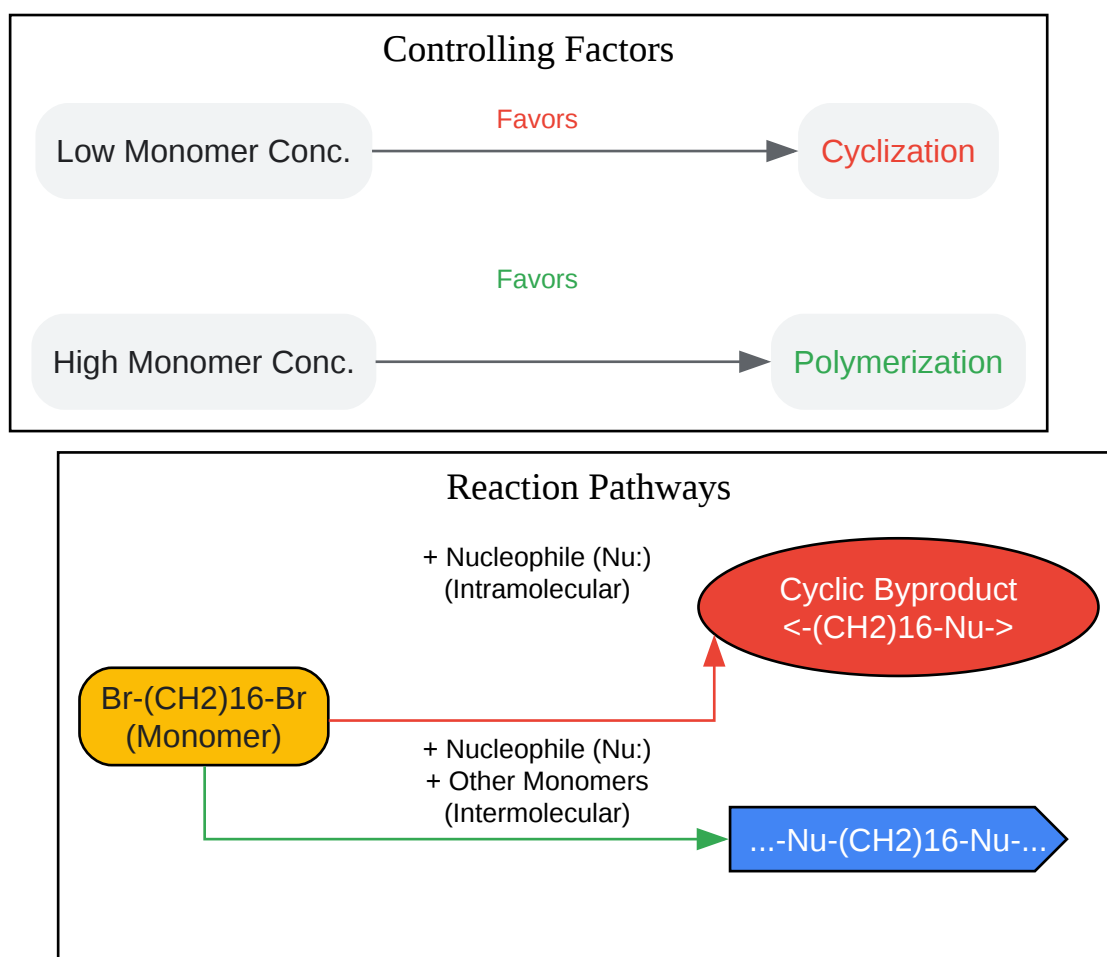 Controlling Factors
Favors
Low Monomer Conc.
Cyclization
Favors
High Monomer Conc.
Polymerization
Reaction Pathways
+ Nucleophile (Nu:)
(Intramolecular)
Cyclic Byproduct
<-(CH2)16-Nu->
Br-(CH2)16-Br
(Monomer)
+ Nucleophile (Nu:)
+ Other Monomers
(Intermolecular)
...-Nu-(CH2)16-Nu-...